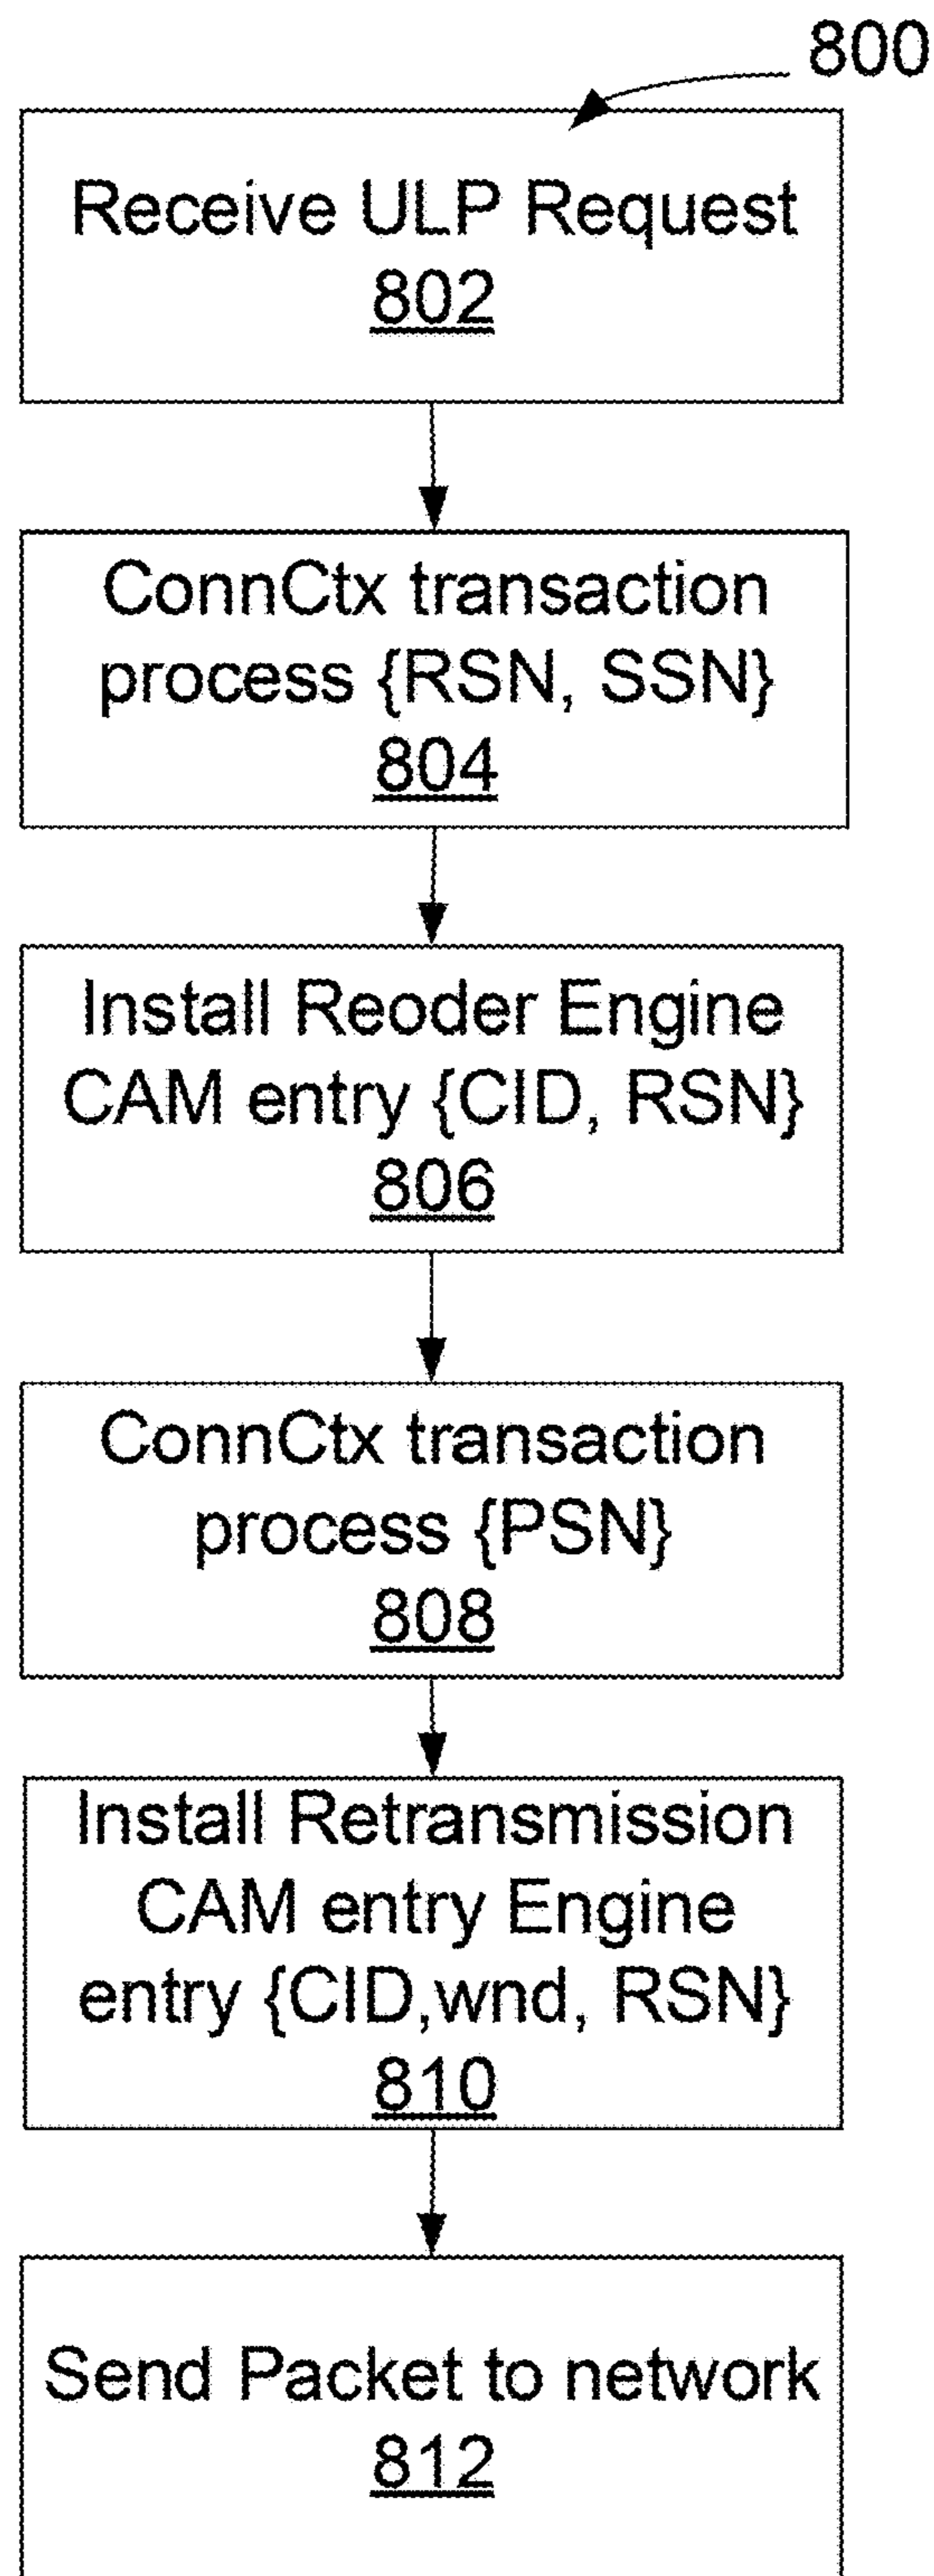 800
Receive ULP Request
802
ConnCtx transaction
process {RSN, SSN}
804
Install Reoder Engine
CAM entry {CID, RSN}
806
ConnCtx transaction
process {PSN}
808
Install Retransmission
CAM entry Engine
entry {CID,wnd, RSN}
810
Send Packet to network
812